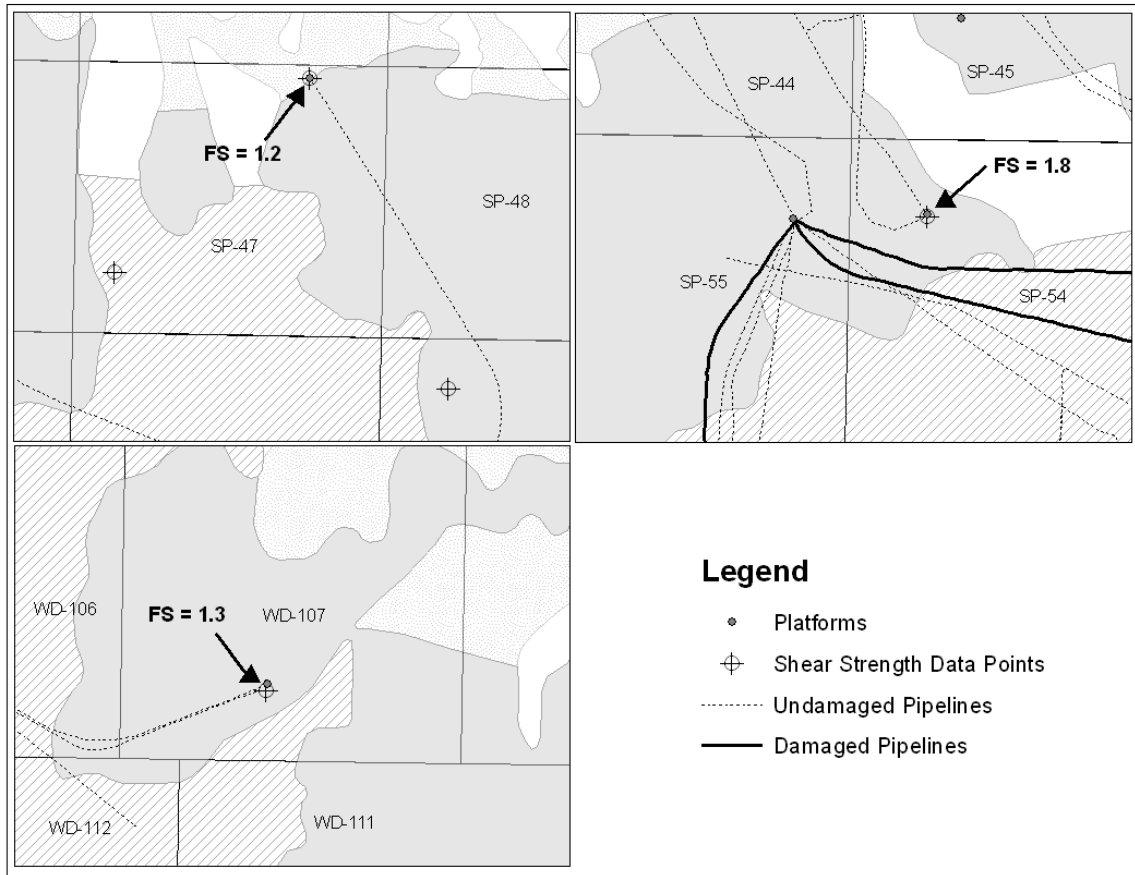 FS = 1.2
SP-48
SP-47
SP-44
SP-45
FS = 1.8
SP-55
SP-54
WD-106
FS = 1.3
WD-107
WD-112
WD-111
Legend
Platforms
Shear Strength Data Points
Undamaged Pipelines
Damaged Pipelines